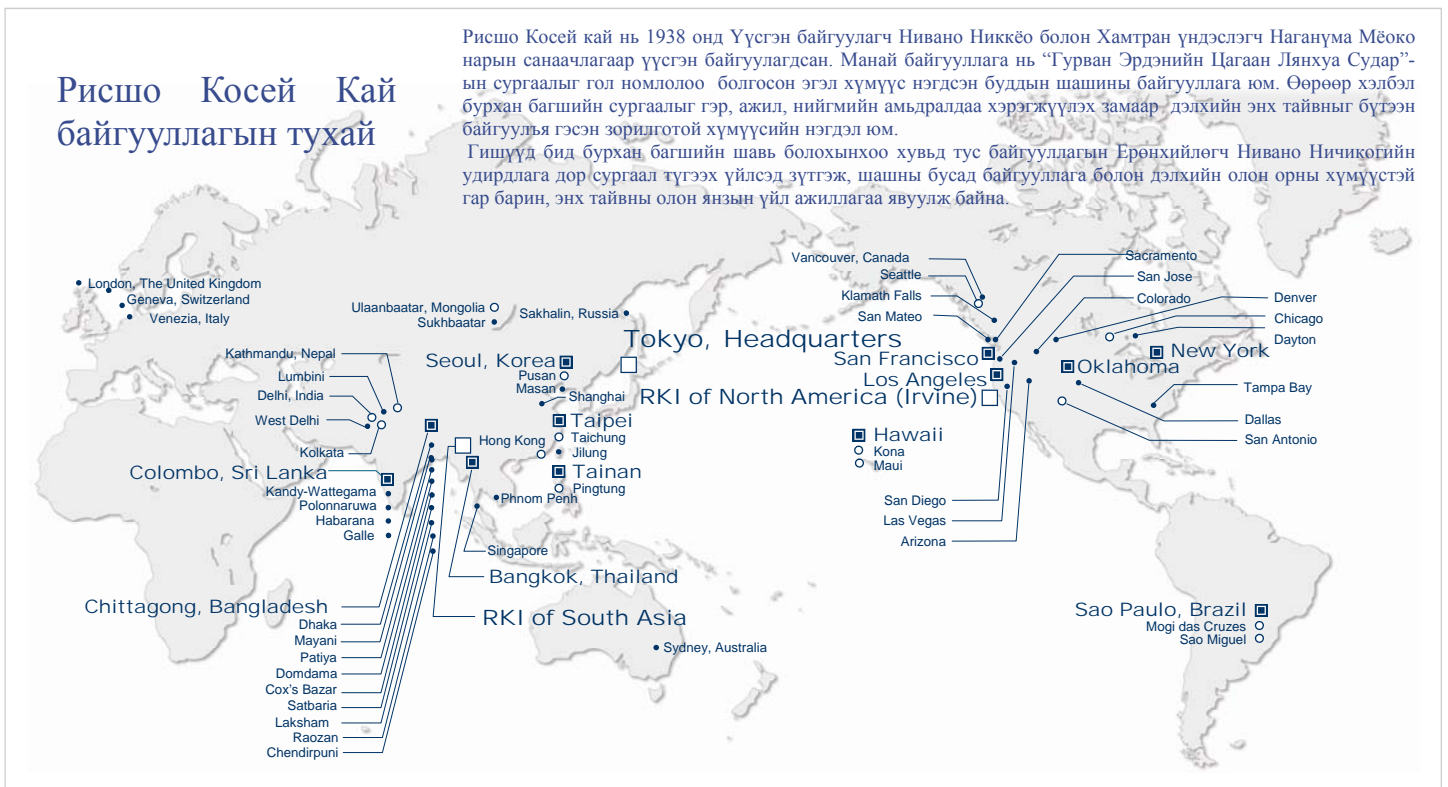 Рисшо Косей Кай
байгууллагын тухай
Рисшо Косей кай нь 1938 онд Үүсгэн байгуулагч Нивано Никкёо болон Хамтран үндэслэгч Наганума Мёоко
нарын санаачлагаар үүсгэн байгуулагдсан. Манай байгууллага нь “Гурван Эрдэнийн Цагаан Лянхуа Судар”-
ын сургаалыг гол номлолоо болгосон эгэл хүмүүс нэгдсэн буддын шашины байгууллага юм. Өөрөөр хэлбэл
бурхан багшийн сургаалыг гэр, ажил, нийгмийн амьдралдаа хэрэгжүүлэх замаар дэлхийн энх тайвныг бүтээн
байгуулья гэсэн зорилготой хүмүүсийн нэгдэл юм.
Гишүүд бид бурхан багшийн шавь болохынхоо хувьд тус байгууллагын Ерөнхийлөгч Нивано Ничикогийн
удирдлага дор сургаал түгээх үйлсэд зүтгэж, шашны бусад байгууллага болон дэлхийн олон орны хүмүүстэй
гар барин, энх тайвны олон янзын үйл ажиллагаа явуулж байна.
London, The United Kingdom
Geneva, Switzerland
Venezia, Italy
Ulaanbaatar, Mongolia
Sukhbaatar
Sakhalin, Russia
Tokyo, Headquarters
Kathmandu, Nepal
Lumbini
Delhi, India
West Delhi
Kolkata
Seoul, Korea
Pusan
Masan
Shanghai
RKI of North America (Irvine)
Taipei
Taichung
Jilung
Hong Kong
Tainan
Pingtung
Colombo, Sri Lanka
Kandy-Wattegama
Polonnaruwa
Habarana
Galle
Phnom Penh
Singapore
Bangkok, Thailand
RKI of South Asia
Chittagong, Bangladesh
Dhaka
Mayani
Patiya
Domdama
Cox's Bazar
Satbaria
Laksham
Raozan
Chendirpuni
Sydney, Australia
Vancouver, Canada
Seattle
Klamath Falls
San Mateo
San Francisco
Los Angeles
Sacramento
San Jose
Colorado
Denver
Chicago
Dayton
New York
Oklahoma
Tampa Bay
Dallas
San Antonio
Hawaii
Kona
Maui
San Diego
Las Vegas
Arizona
Sao Paulo, Brazil
Mogi das Cruzes
Sao Miguel